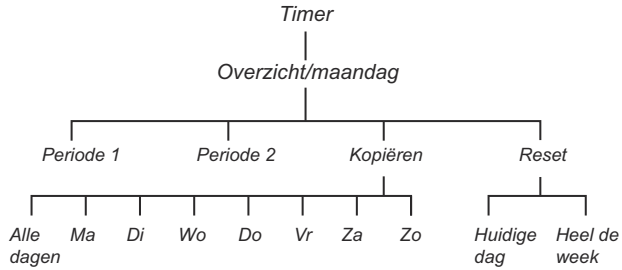 Timer
Overzicht/maandag
Periode 1 Periode 2 Kopiëren Reset
Alle dagen Ma Di Wo Do Vr Za Zo Huidige dag Heel de week